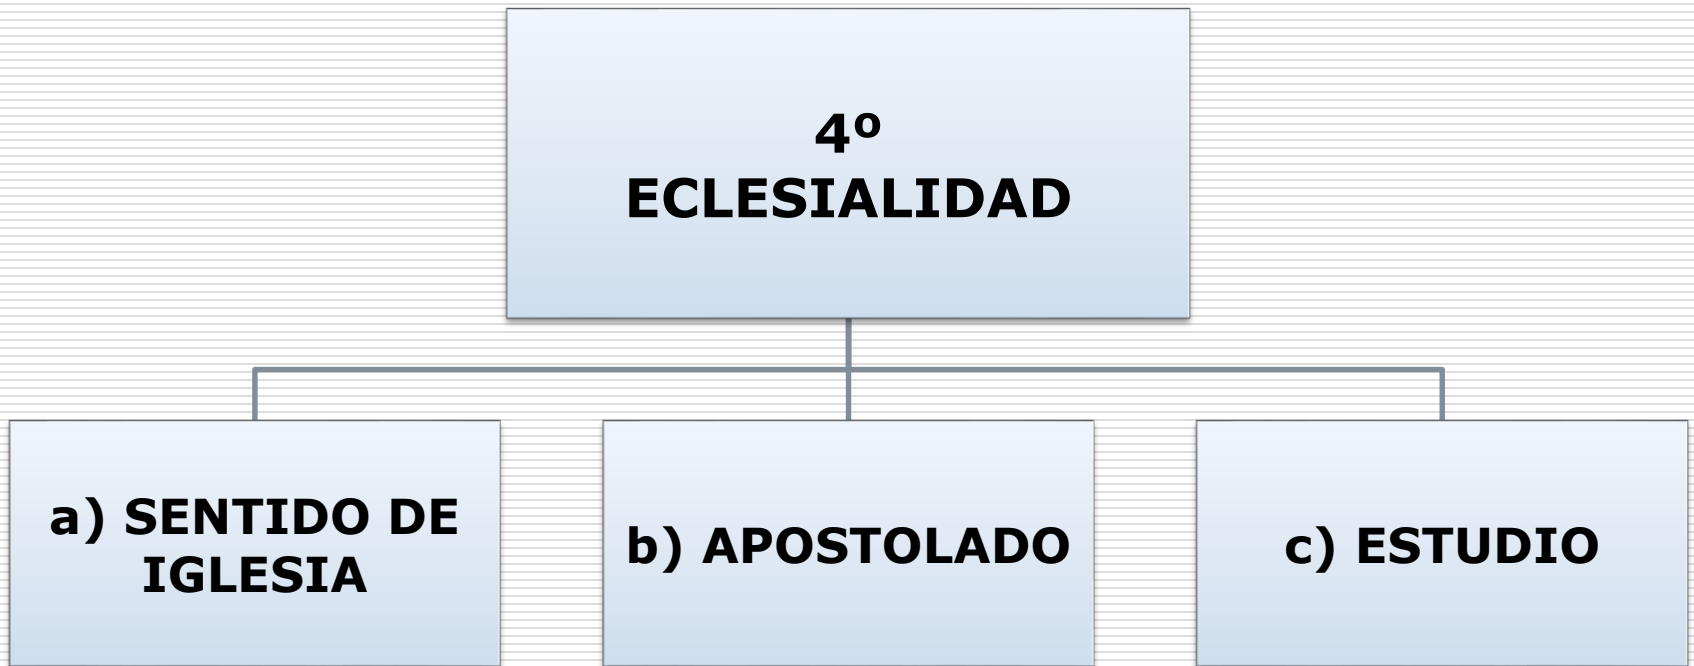 4º
ECLESIALIDAD
a) SENTIDO DE
IGLESIA
b) APOSTOLADO
c) ESTUDIO